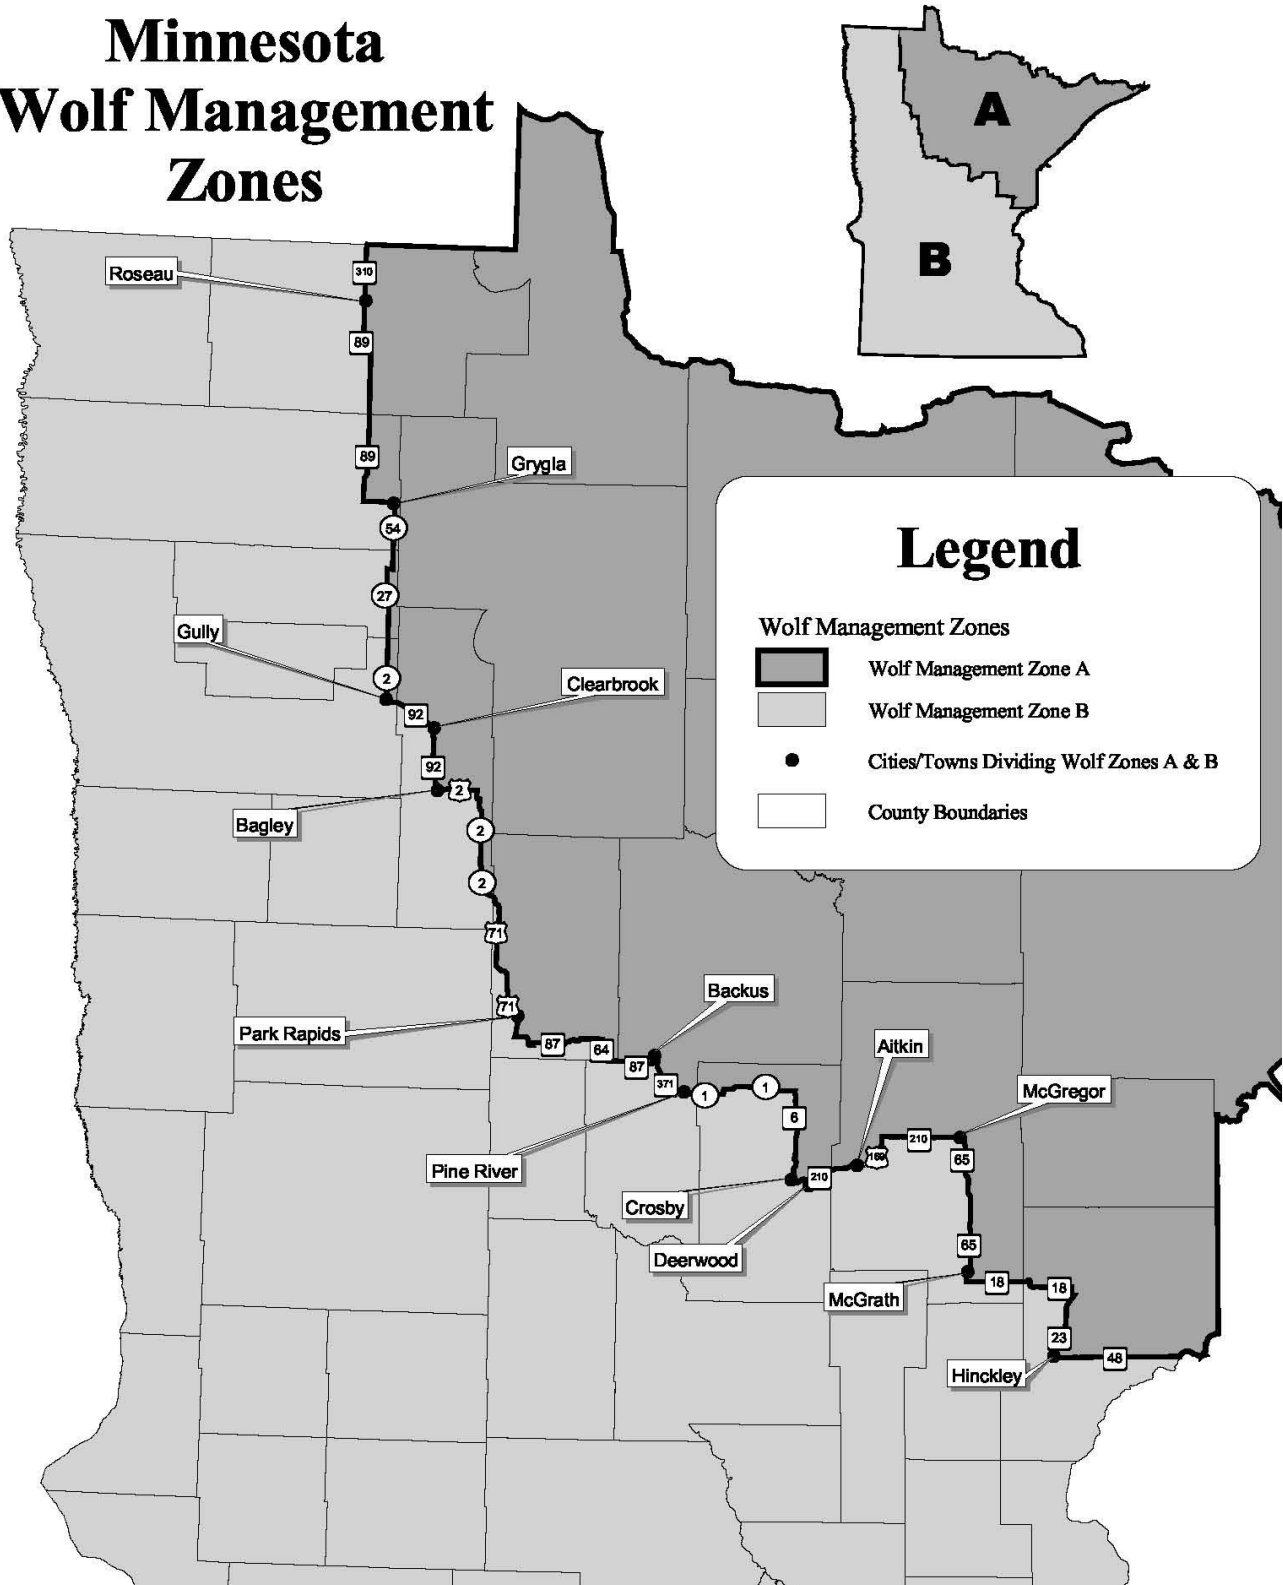 Minnesota
Wolf Management
Zones
A
B
Roseau
310
89
89
Grygla
54
27
Gully
2
92
Clearbrook
92
Bagley
2
2
2
71
71
Park Rapids
87
64
87
Backus
371
Pine River
1
1
6
Crosby
Deerwood
210
Aitkin
169
210
McGregor
65
65
McGrath
18
18
23
Hinckley
48
Legend
Wolf Management Zones
Wolf Management Zone A
Wolf Management Zone B
Cities/Towns Dividing Wolf Zones A & B
County Boundaries